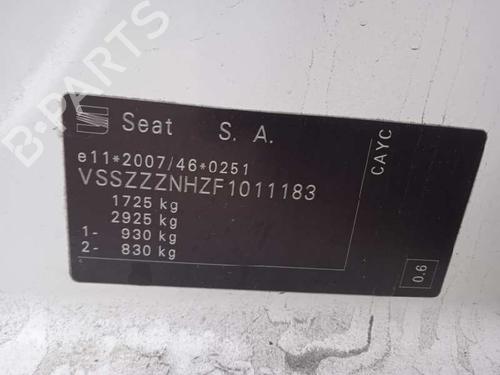 B-PARTS
Seat S. A.
e11*2007/46*0251
VSSZZZNHZF1011183
1725 kg
2925 kg
1- 930 kg
2- 830 kg
CAYC
0.6